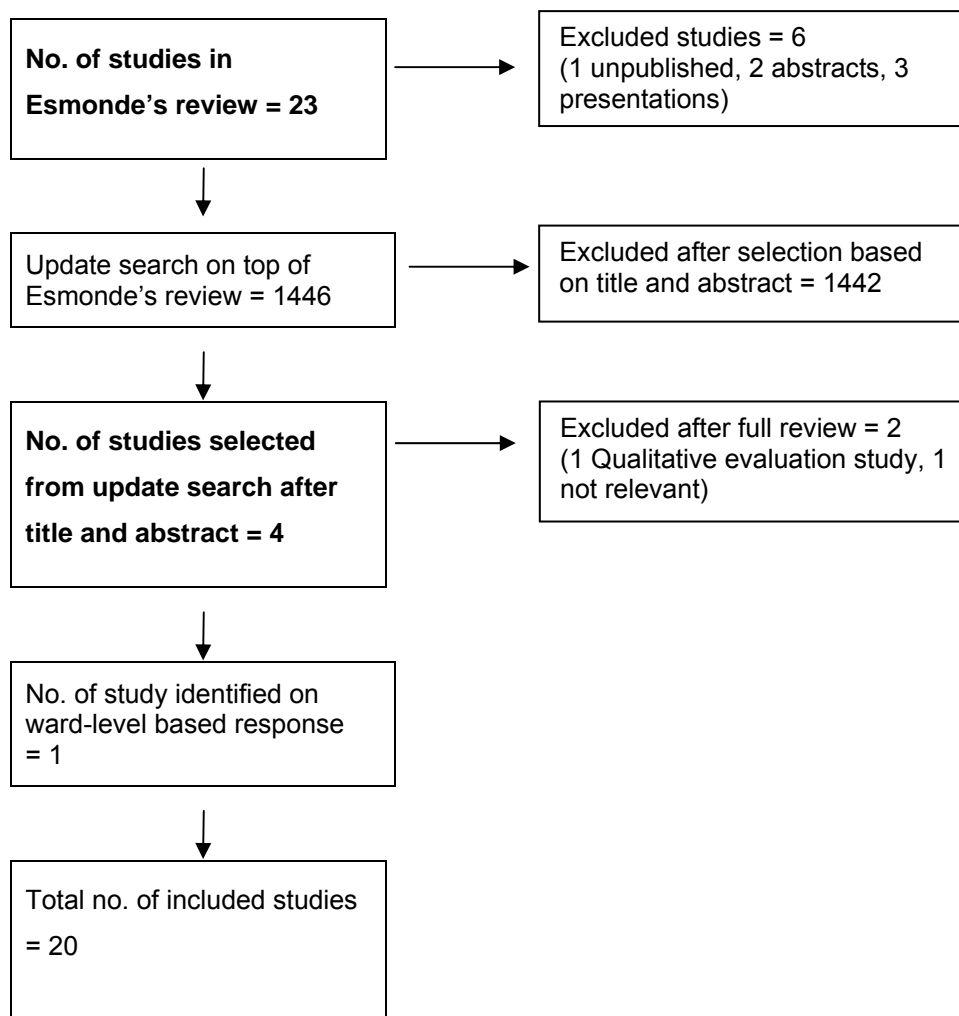 No. of studies in
Esmonde’s review = 23
Excluded studies = 6
(1 unpublished, 2 abstracts, 3
presentations)
Update search on top of
Esmonde’s review = 1446
Excluded after selection based
on title and abstract = 1442
No. of studies selected
from update search after
title and abstract = 4
Excluded after full review = 2
(1 Qualitative evaluation study, 1
not relevant)
No. of study identified on
ward-level based response
= 1
Total no. of included studies
= 20